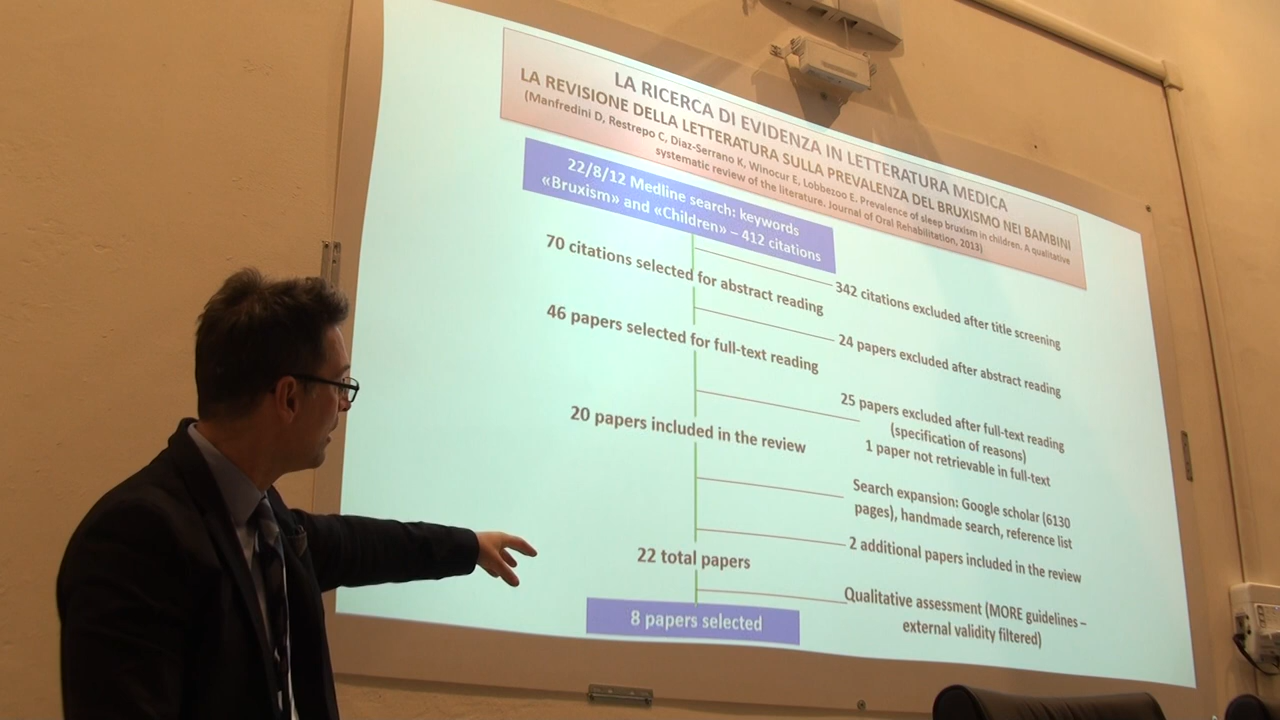 LA RICERCA DI EVIDENZA IN LETTERATURA MEDICA
LA REVISIONE DELLA LETTERATURA SULLA PREVALENZA DEL BRUXISMO NEI BAMBINI
(Manfredini D, Restrepo C, Diaz-Serrano K, Winocur E, Lobbezoo E. Prevalence of sleep bruxism in children. A qualitative
systematic review of the literature. Journal of Oral Rehabilitation, 2013)
22/8/12 Medline search: keywords
«Bruxism» and «Children» – 412 citations
342 citations excluded after title screening
70 citations selected for abstract reading
24 papers excluded after abstract reading
46 papers selected for full-text reading
25 papers excluded after full-text reading
(specification of reasons)
1 paper not retrievable in full-text
20 papers included in the review
Search expansion: Google scholar (6130
pages), handmade search, reference list
2 additional papers included in the review
22 total papers
Qualitative assessment (MORE guidelines –
external validity filtered)
8 papers selected